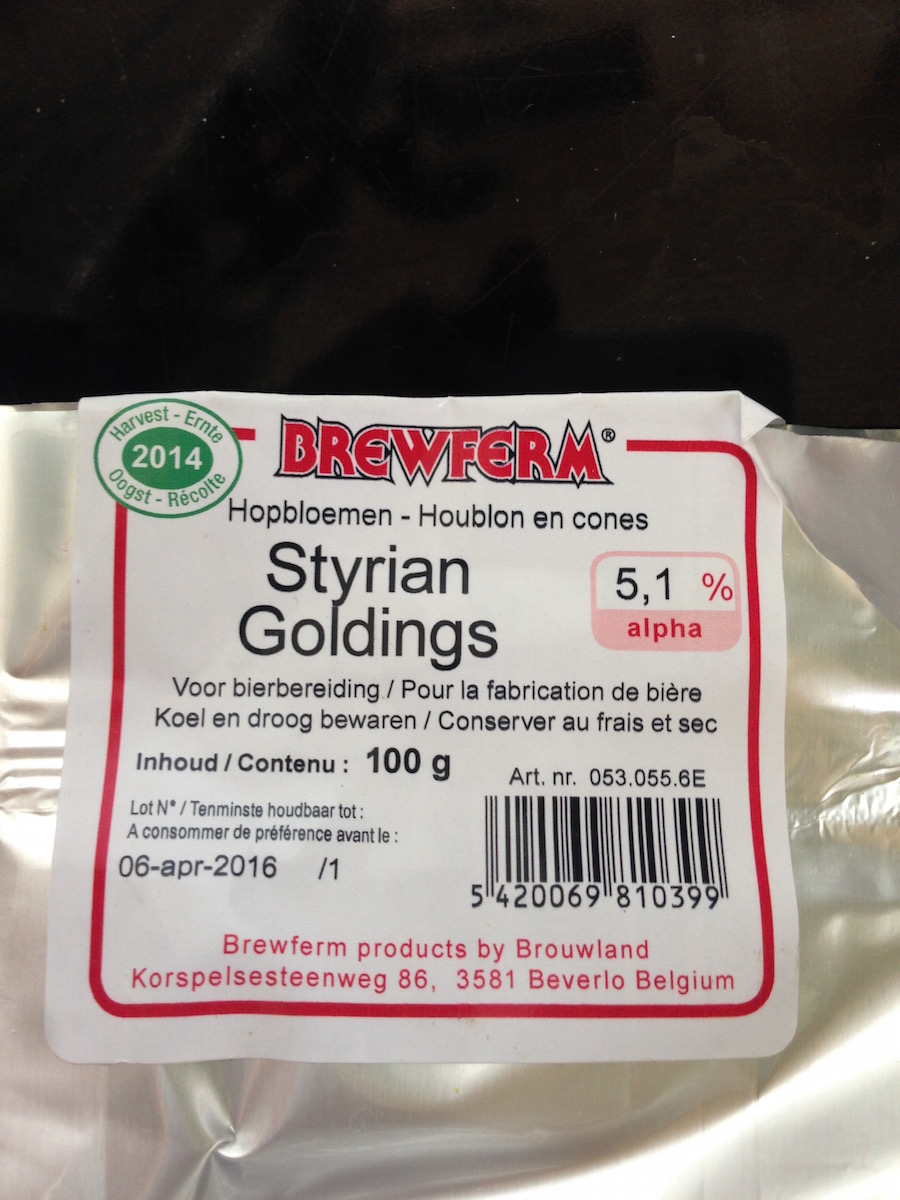 Harvest - Ernte
2014
Oogst - Récolte
BREWFERM®
Hopbloemen - Houblon en cones
Styrian
Goldings
5,1 %
alpha
Voor bierbereiding / Pour la fabrication de bière
Koel en droog bewaren / Conserver au frais et sec
Inhoud / Contenu : 100 g
Art. nr. 053.055.6E
Lot N° / Tenminste houdbaar tot :
A consommer de préférence avant le :
06-apr-2016 /1
5 420069 810399
Brewferm products by Brouwland
Korspelsesteenweg 86, 3581 Beverlo Belgium